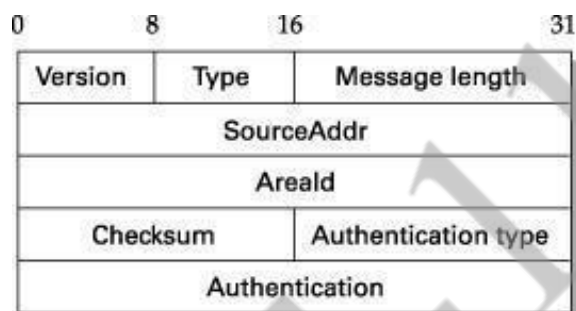 0 8 16 31
Version Type Message length
SourceAddr
AreaId
Checksum Authentication type
Authentication